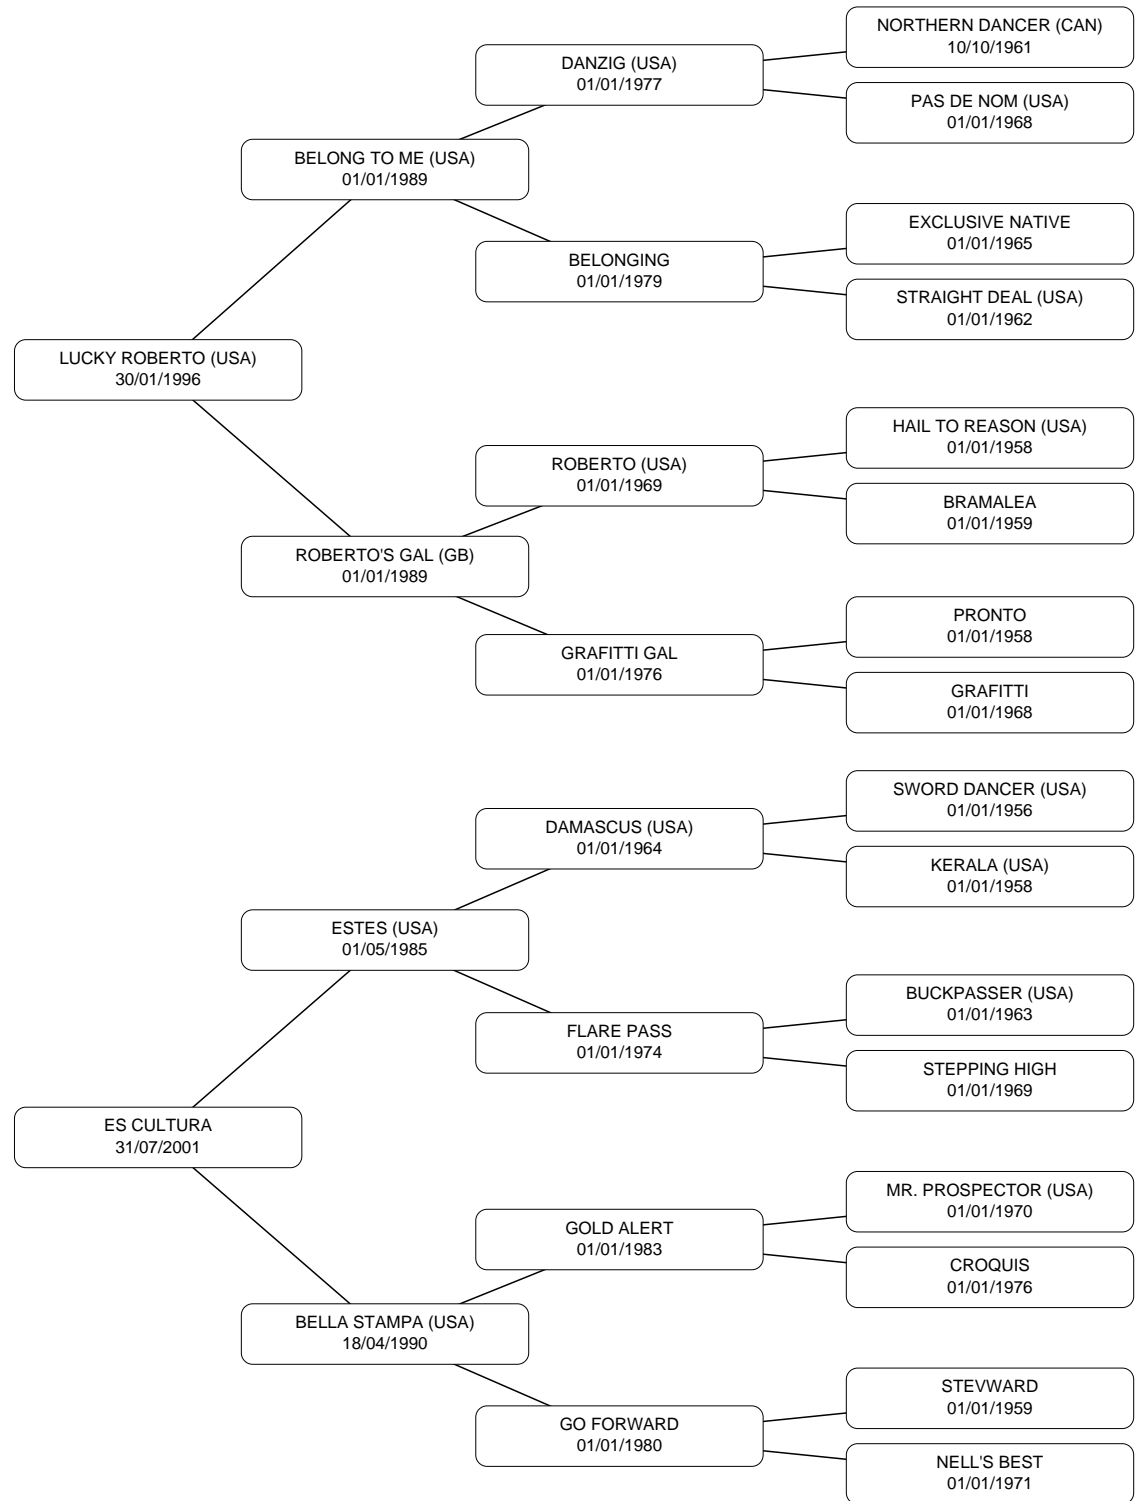 NORTHERN DANCER (CAN)
10/10/1961
DANZIG (USA)
01/01/1977
PAS DE NOM (USA)
01/01/1968
BELONG TO ME (USA)
01/01/1989
EXCLUSIVE NATIVE
01/01/1965
BELONGING
01/01/1979
STRAIGHT DEAL (USA)
01/01/1962
LUCKY ROBERTO (USA)
30/01/1996
HAIL TO REASON (USA)
01/01/1958
ROBERTO (USA)
01/01/1969
BRAMALEA
01/01/1959
ROBERTO'S GAL (GB)
01/01/1989
PRONTO
01/01/1958
GRAFITTI GAL
01/01/1976
GRAFITTI
01/01/1968
SWORD DANCER (USA)
01/01/1956
DAMASCUS (USA)
01/01/1964
KERALA (USA)
01/01/1958
ESTES (USA)
01/05/1985
BUCKPASSER (USA)
01/01/1963
FLARE PASS
01/01/1974
STEPPING HIGH
01/01/1969
ES CULTURA
31/07/2001
MR. PROSPECTOR (USA)
01/01/1970
GOLD ALERT
01/01/1983
CROQUIS
01/01/1976
BELLA STAMPA (USA)
18/04/1990
STEVWARD
01/01/1959
GO FORWARD
01/01/1980
NELL'S BEST
01/01/1971